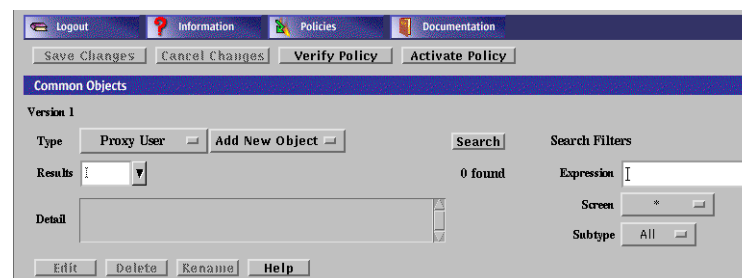 Logout Information Policies Documentation
Save Changes Cancel Changes Verify Policy Activate Policy
Common Objects
Version 1
Type Proxy User Add New Object Search Search Filters
Results 0 found Expression
Screen *
Detail
Subtype All
Edit Delete Rename Help